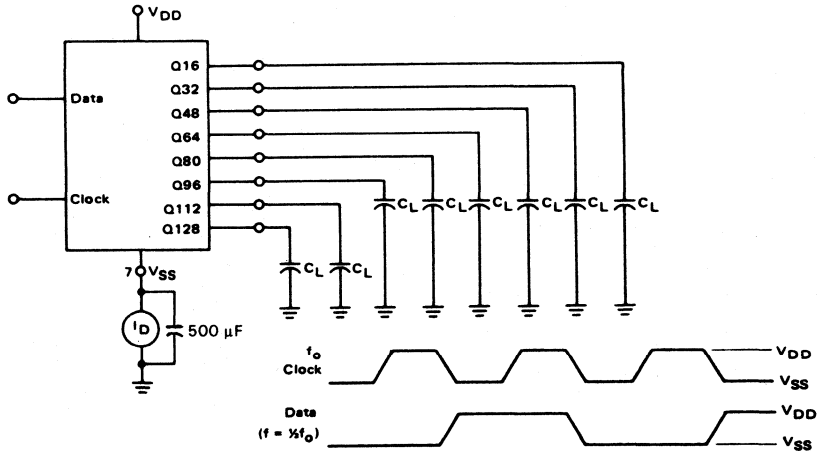 VDD
Data
Clock
Q16
Q32
Q48
Q64
Q80
Q96
Q112
Q128
CL CL CL CL CL CL
CL CL
7 VSS
ID
500 µF
fo
Clock
VDD
VSS
Data
(f = ½fo)
VDD
VSS